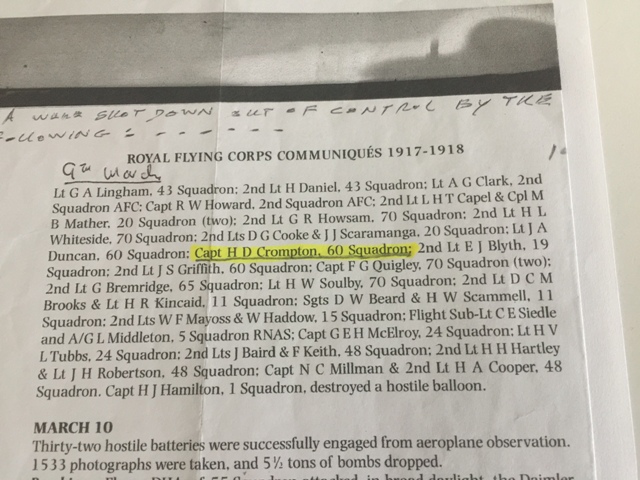 A WERE SHOT DOWN OUT OF CONTROL BY THE
FOLLOWING = - - - - - -
ROYAL FLYING CORPS COMMUNIQUÉS 1917-1918
9TH March
Lt G A Lingham, 43 Squadron; 2nd Lt H Daniel, 43 Squadron; Lt A G Clark, 2nd
Squadron AFC; Capt R W Howard, 2nd Squadron AFC; 2nd Lt L H T Capel & Cpl M
B Mather, 20 Squadron (two); 2nd Lt G R Howsam, 70 Squadron; 2nd Lt H L
Whiteside, 70 Squadron; 2nd Lts D G Cooke & J J Scaramanga, 20 Squadron; Lt J A
Duncan, 60 Squadron; Capt H D Crompton, 60 Squadron; 2nd Lt E J Blyth, 19
Squadron; 2nd Lt J S Griffith, 60 Squadron; Capt F G Quigley, 70 Squadron (two);
2nd Lt G Bremridge, 65 Squadron; Lt H W Soulby, 70 Squadron; 2nd Lt D C M
Brooks & Lt H R Kincaid, 11 Squadron; Sgts D W Beard & H W Scammell, 11
Squadron; 2nd Lts W F Mayoss & W Haddow, 15 Squadron; Flight Sub-Lt C E Siedle
and A/G L Middleton, 5 Squadron RNAS; Capt G E H McElroy, 24 Squadron; Lt H V
L Tubbs, 24 Squadron; 2nd Lts J Baird & F Keith, 48 Squadron; 2nd Lt H H Hartley
& Lt J H Robertson, 48 Squadron; Capt N C Millman & 2nd Lt H A Cooper, 48
Squadron. Capt H J Hamilton, 1 Squadron, destroyed a hostile balloon.
MARCH 10
Thirty-two hostile batteries were successfully engaged from aeroplane observation.
1533 photographs were taken, and 5½ tons of bombs dropped.
in broad daylight, the Daimler